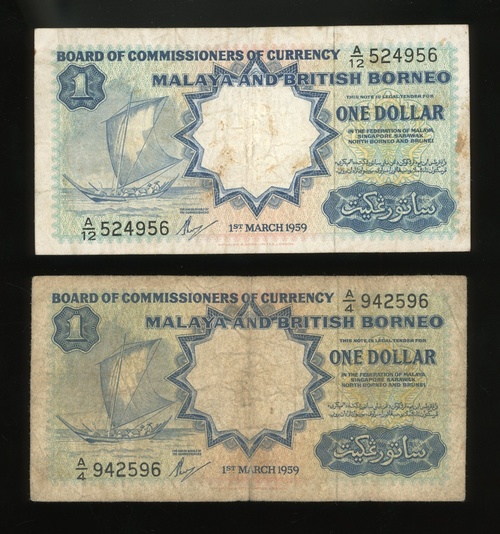 BOARD OF COMMISSIONERS OF CURRENCY A/12 524956
MALAYA AND BRITISH BORNEO
1
THIS NOTE IS LEGAL TENDER FOR
ONE DOLLAR
IN THE FEDERATION OF MALAYA,
SINGAPORE, SARAWAK,
NORTH BORNEO AND BRUNEI
A/12 524956
1ST MARCH 1959
ساتو رڠݢيت
BOARD OF COMMISSIONERS OF CURRENCY A/4 942596
MALAYA AND BRITISH BORNEO
1
THIS NOTE IS LEGAL TENDER FOR
ONE DOLLAR
IN THE FEDERATION OF MALAYA,
SINGAPORE, SARAWAK,
NORTH BORNEO AND BRUNEI
A/4 942596
1ST MARCH 1959
ساتو رڠݢيت